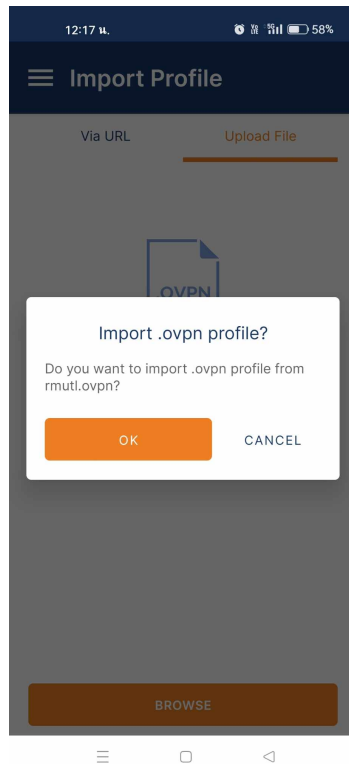 12:17 น. 58%
Import Profile
Via URL Upload File
.OVPN
Import .ovpn profile?
Do you want to import .ovpn profile from
rmutl.ovpn?
OK CANCEL
BROWSE